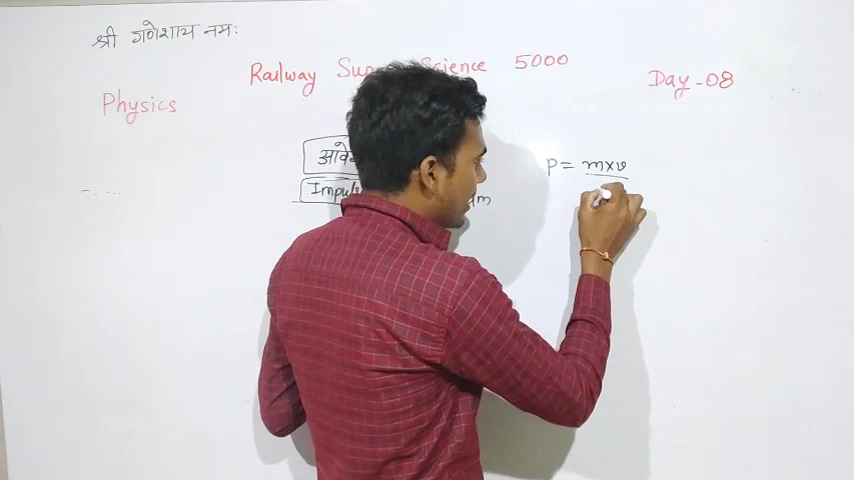 श्री गणेशाय नमः
Railway Science 5000
Day-08
Physics
P = m×v